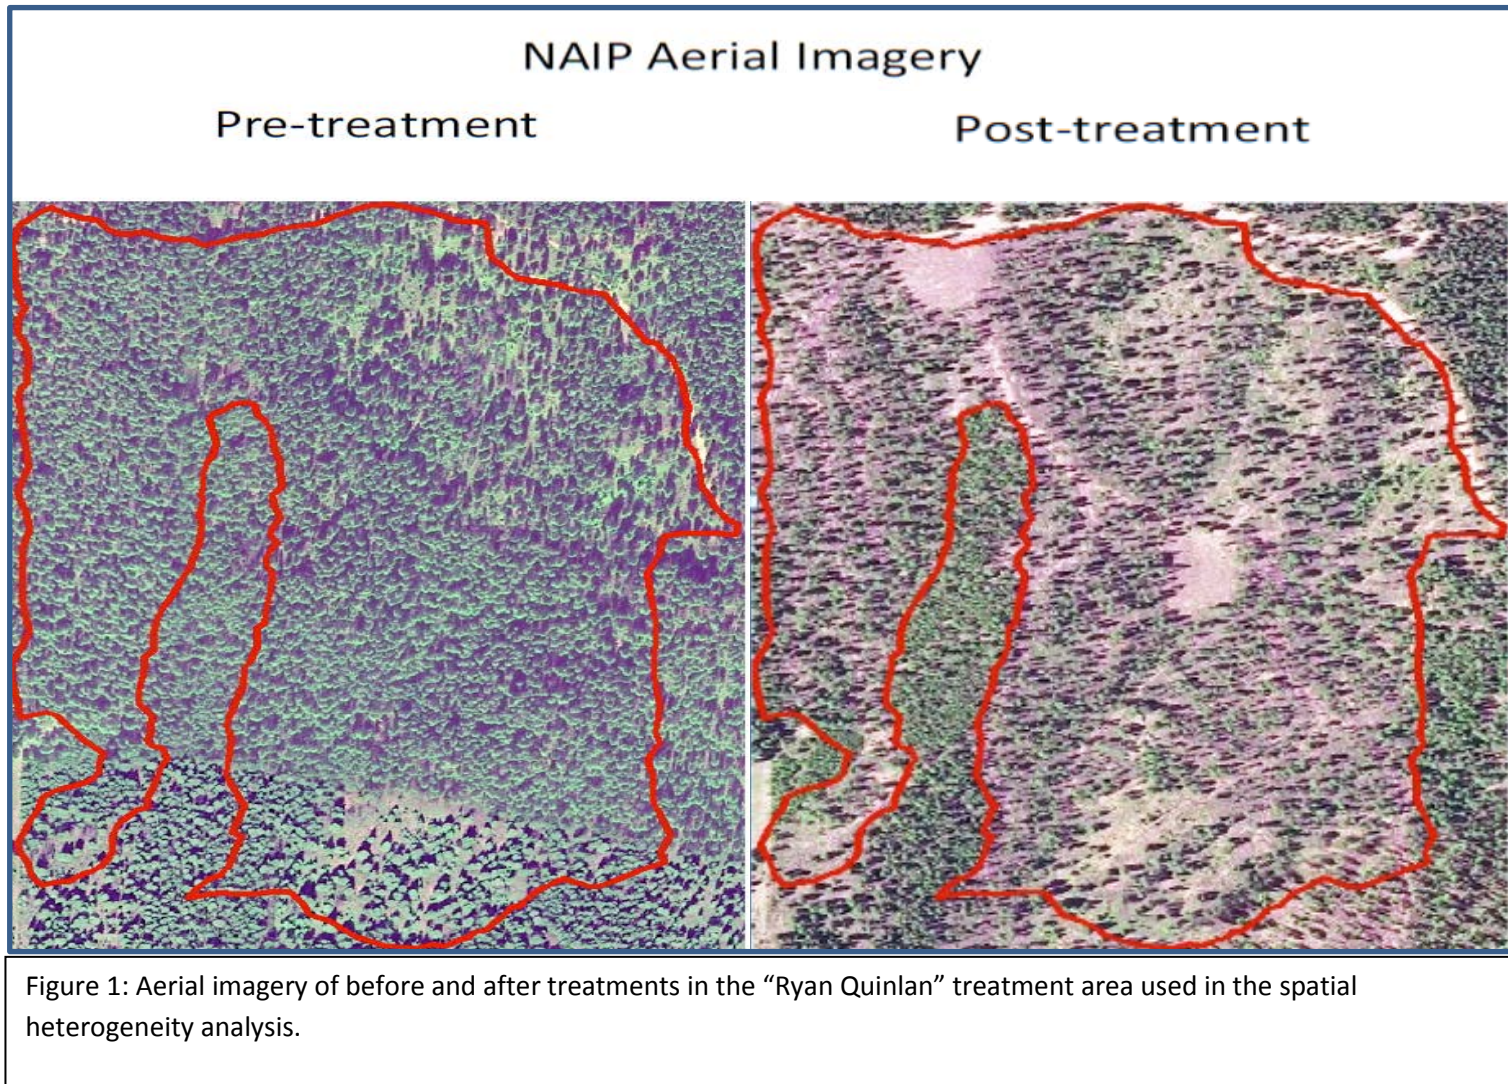 NAIP Aerial Imagery
Pre-treatment
Post-treatment
Figure 1: Aerial imagery of before and after treatments in the “Ryan Quinlan” treatment area used in the spatial
heterogeneity analysis.